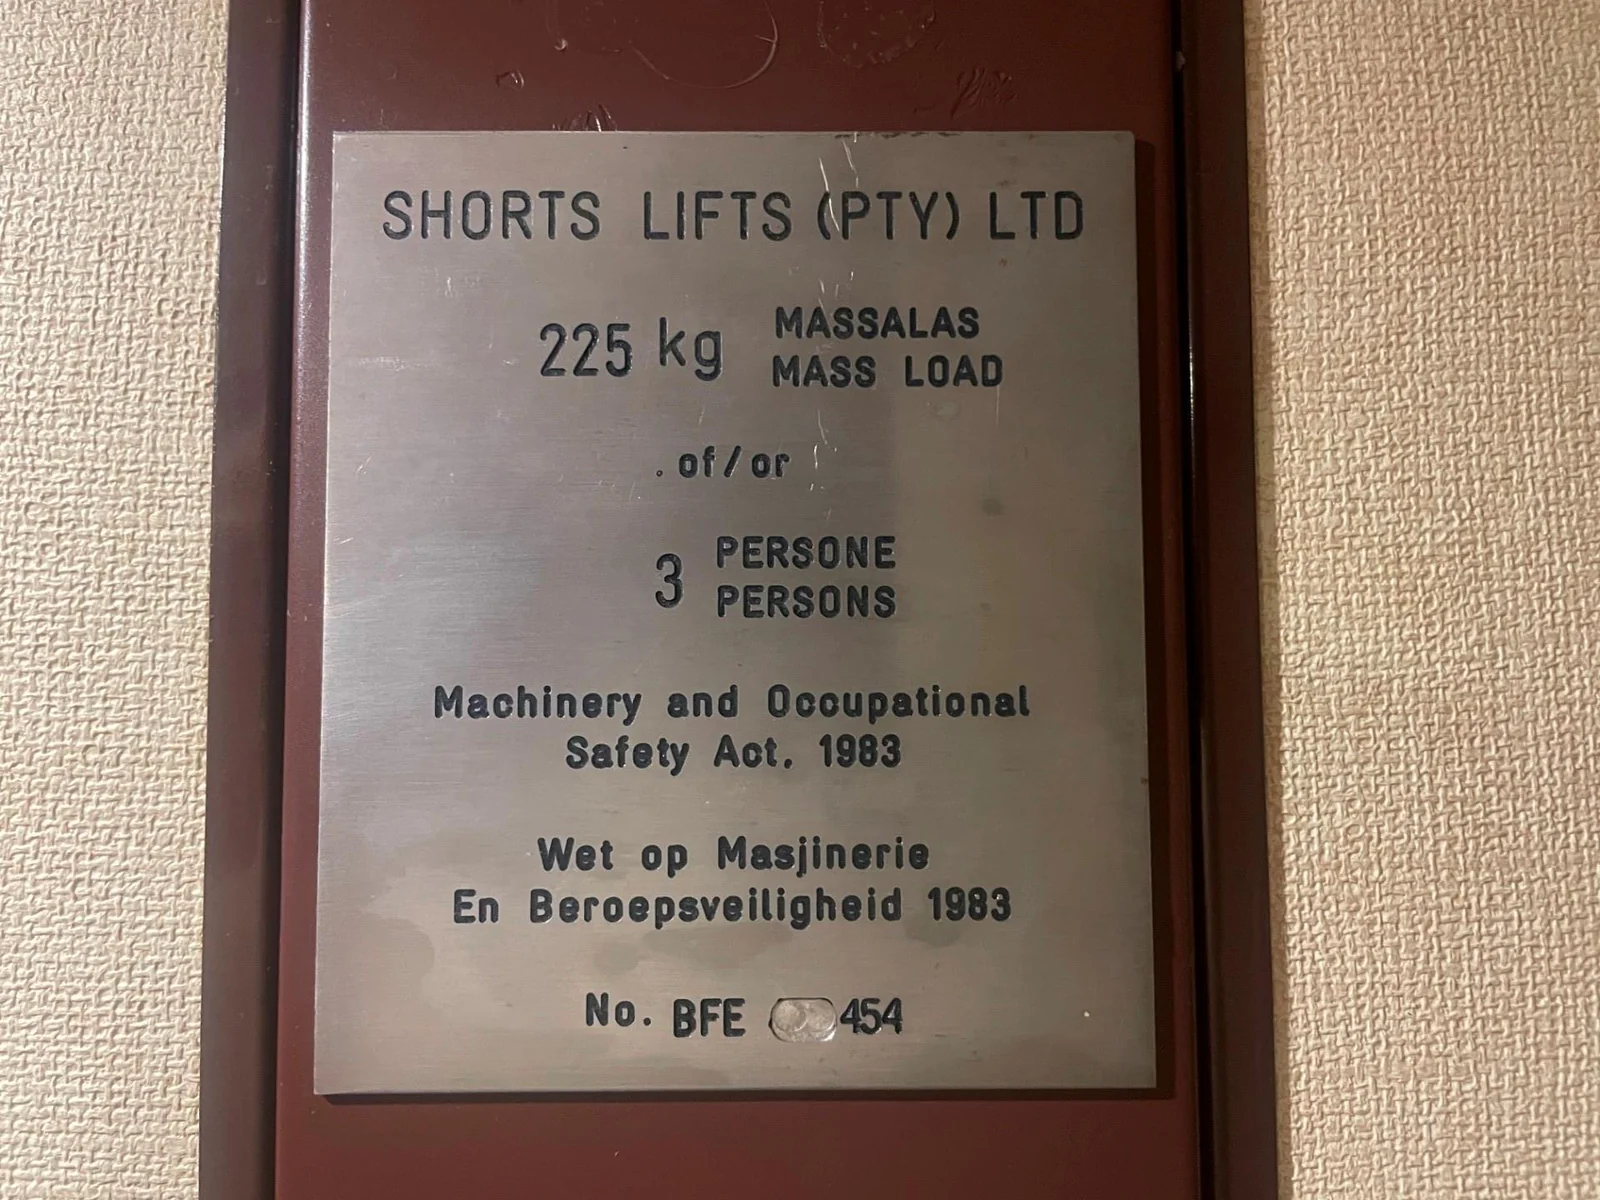 SHORTS LIFTS (PTY) LTD
225 kg MASSALAS
MASS LOAD
of/or
3 PERSONE
PERSONS
Machinery and Occupational
Safety Act. 1983
Wet op Masjinerie
En Beroepsveiligheid 1983
No. BFE 454